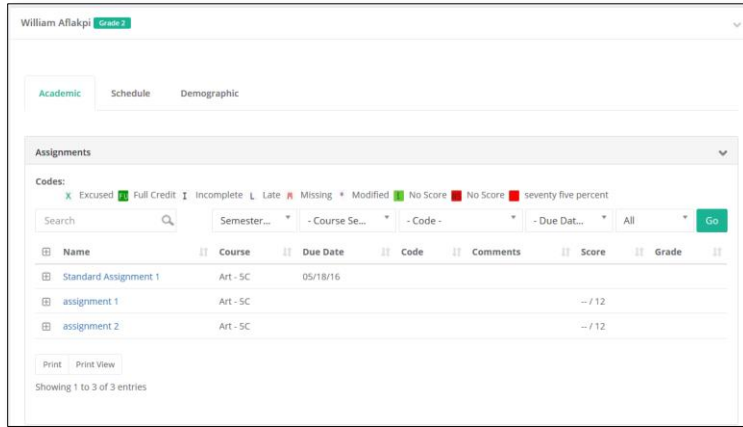 William Aflakpi Grade 2
Academic Schedule Demographic
Assignments
Codes:
X Excused Full Credit I Incomplete L Late M Missing * Modified No Score No Score seventy five percent
Search Semester... - Course Se... - Code - - Due Dat... All Go
Name Course Due Date Code Comments Score Grade
Standard Assignment 1 Art - SC 05/18/16
assignment 1 Art - SC -- / 12
assignment 2 Art - SC -- / 12
Print Print View
Showing 1 to 3 of 3 entries